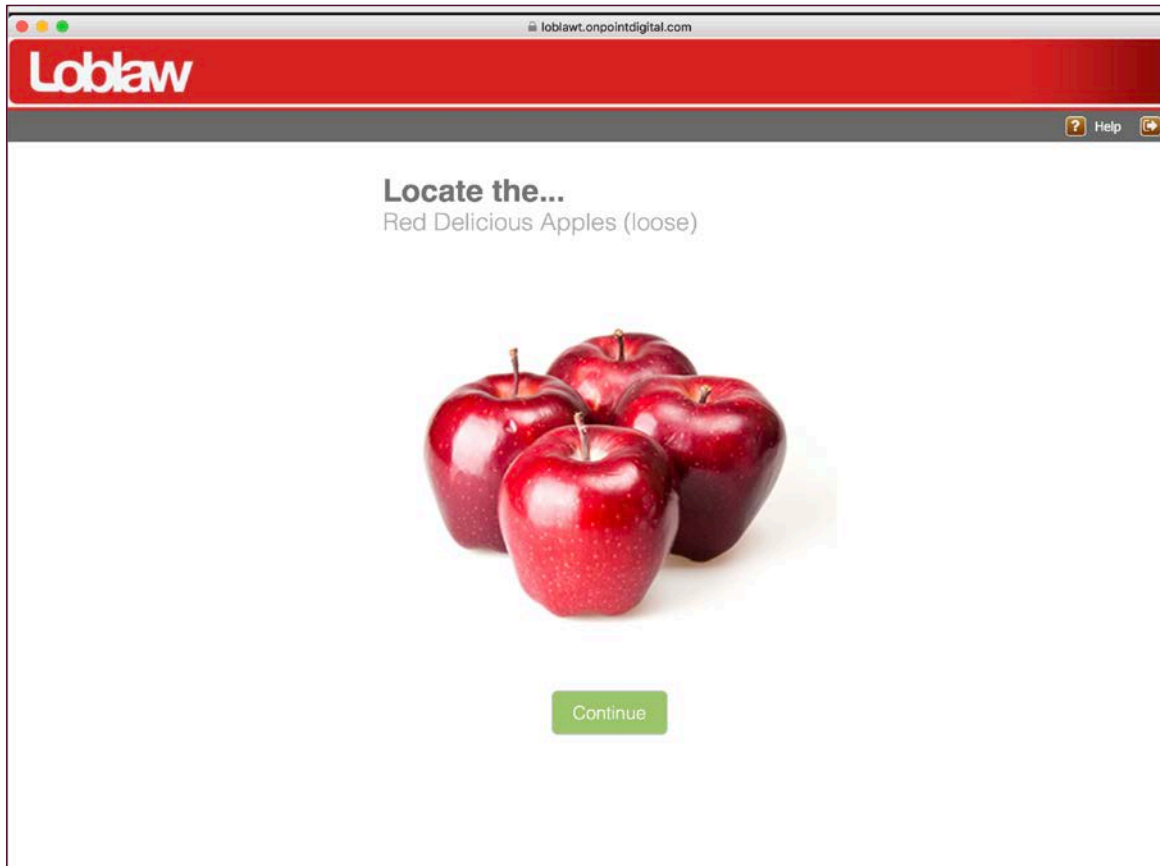 loblawt.onpointdigital.com
Loblaw
? Help
Locate the...
Red Delicious Apples (loose)
Continue